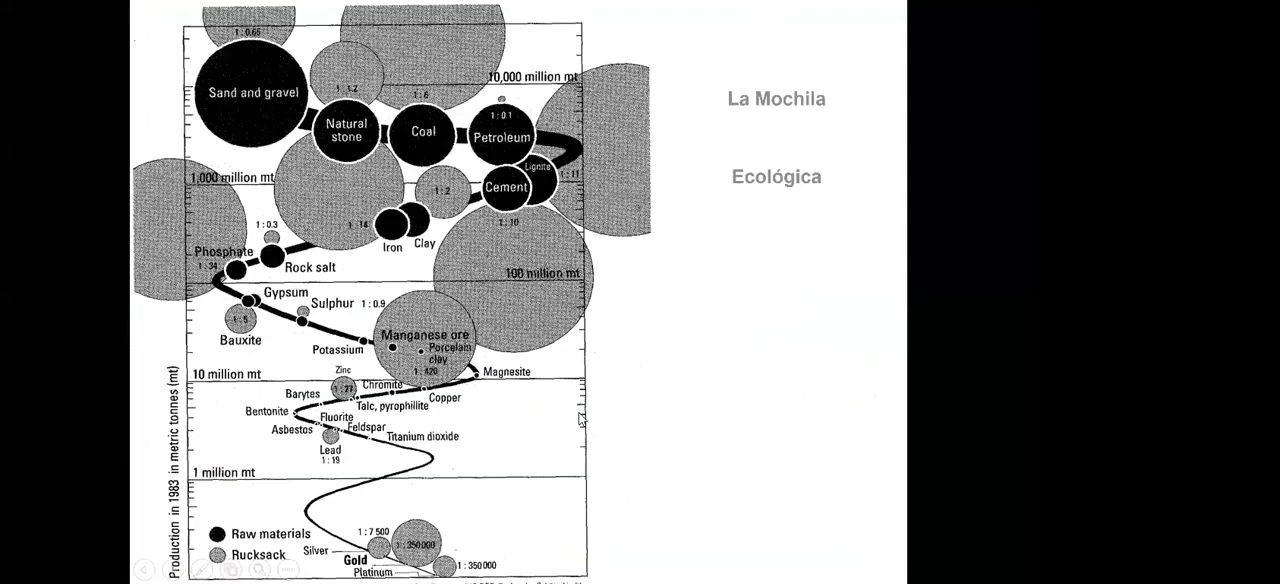 1 : 0.65
10,000 million mt
Sand and gravel
1 : 1.2
1 : 6
1 : 0.1
Natural
stone
Coal
Petroleum
La Mochila
Lignite
1 : 11
1,000 million mt
1 : 2
Cement
Ecológica
1 : 0.3
1 : 14
1 : 10
Iron
Clay
Phosphate
1 : 34
Rock salt
100 million mt
Gypsum
Sulphur
1 : 0.9
1 : 5
Bauxite
Potassium
Manganese ore
Porcelain
clay
1 : 420
10 million mt
Zinc
1 : 27
Magnesite
Chromite
Barytes
Copper
Talc, pyrophillite
Bentonite
Fluorite
Asbestos
Feldspar
Titanium dioxide
Lead
1 : 19
1 million mt
Production in 1983 in metric tonnes (mt)
Raw materials
Rucksack
1 : 7 500
Silver
1 : 350 000
Gold
Platinum
1 : 350 000